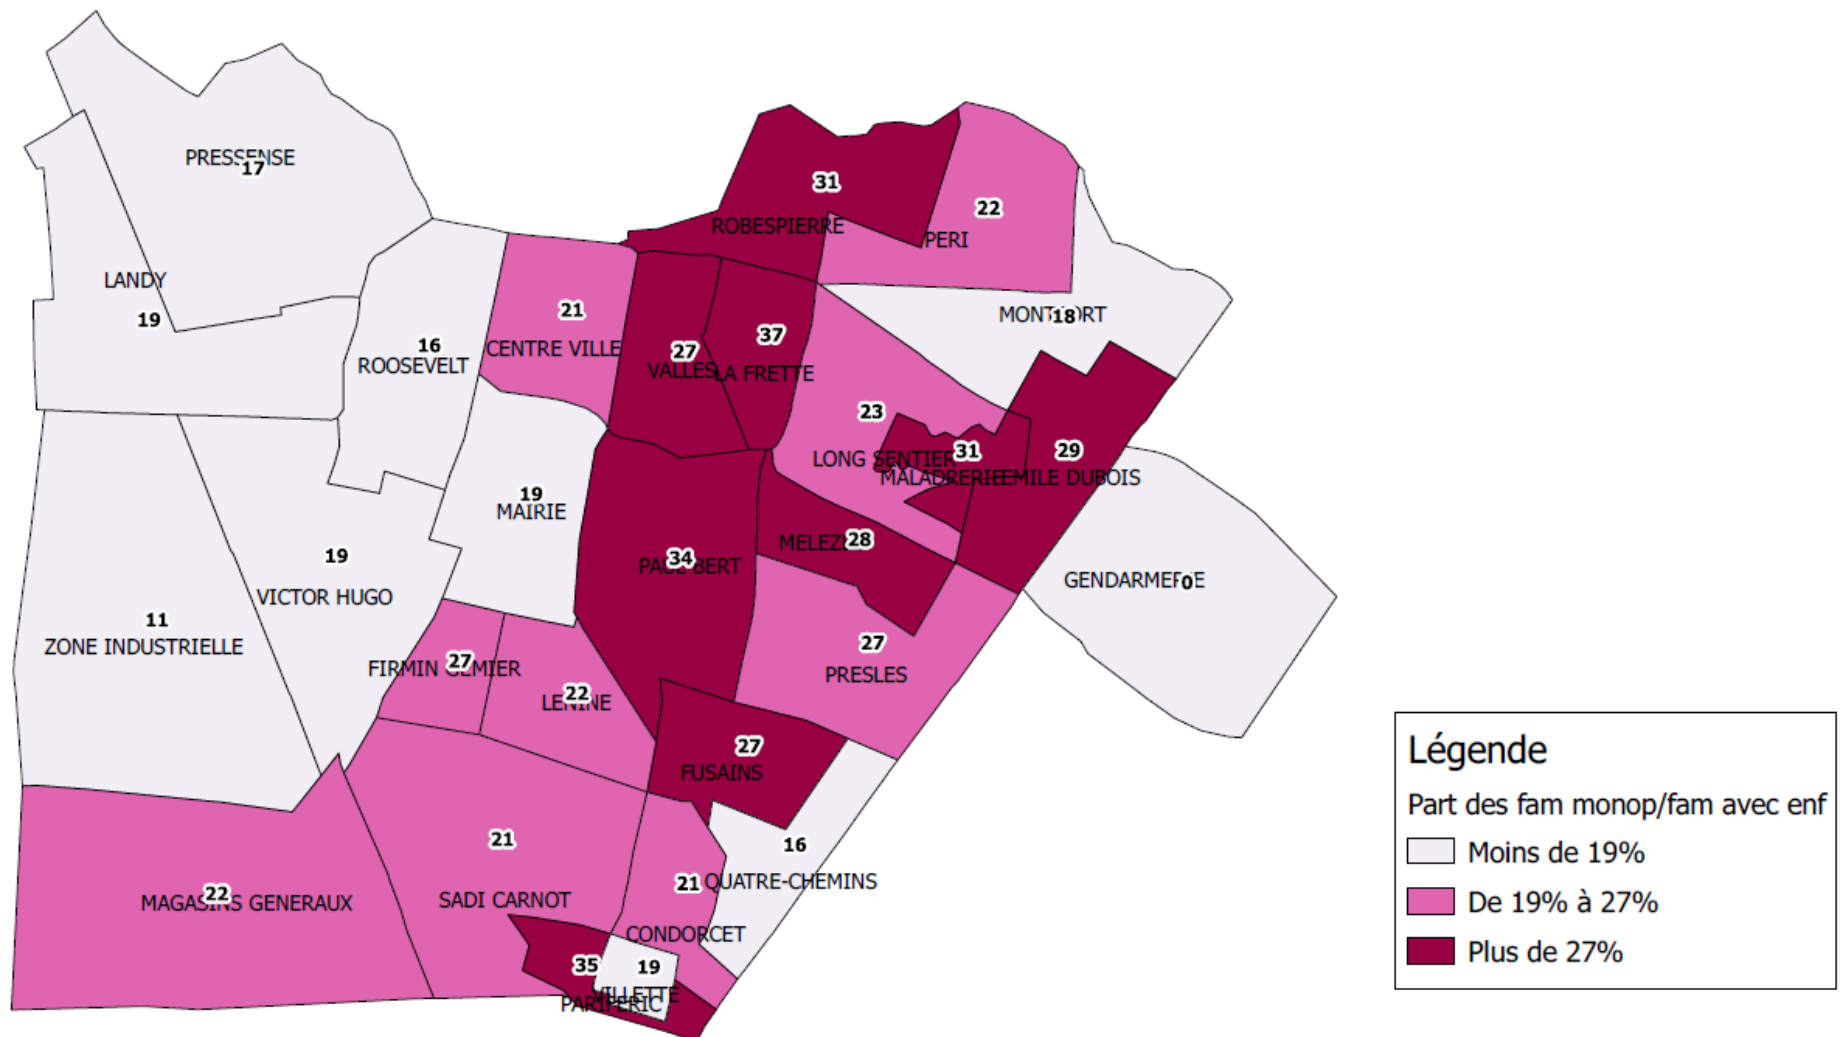 PRESSENSE
17
31
22
ROBESPIERRE
PERI
LANDY
19
MONTFORT
18
16
ROOSEVELT
21
CENTRE VILLE
27
VALLES
37
LA FRETTE
23
LONG SENTIER
31
MALADRERIE
29
EMILE DUBOIS
19
MAIRIE
34
PAUL BERT
MELEZE
28
GENDARMERIE
0
19
VICTOR HUGO
11
ZONE INDUSTRIELLE
27
FIRMIN GEMIER
22
LENINE
27
PRESLES
27
FUSAINS
21
SADI CARNOT
22
MAGASINS GENERAUX
16
QUATRE-CHEMINS
21
CONDORCET
35
PARIFERIC
19
VILLETTE
Légende
Part des fam monop/fam avec enf
Moins de 19%
De 19% à 27%
Plus de 27%